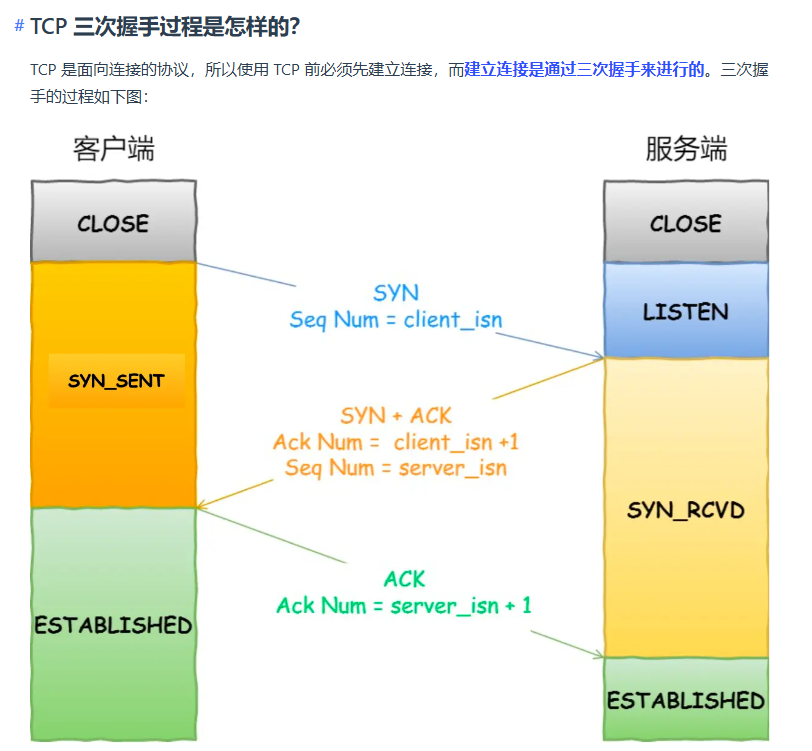 # TCP 三次握手过程是怎样的？
TCP 是面向连接的协议，所以使用 TCP 前必须先建立连接，而建立连接是通过三次握手来进行的。三次握
手的过程如下图：
客户端
服务端
CLOSE
CLOSE
SYN
Seq Num = client_isn
LISTEN
SYN_SENT
SYN + ACK
Ack Num = client_isn +1
Seq Num = server_isn
SYN_RCVD
ACK
Ack Num = server_isn + 1
ESTABLISHED
ESTABLISHED